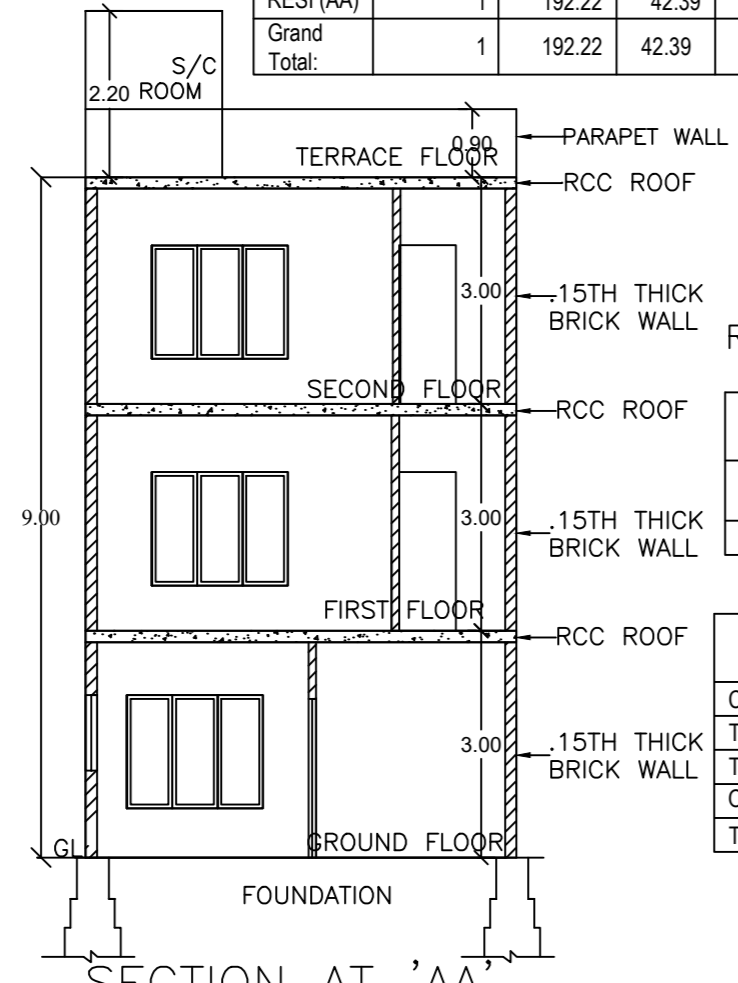 RESI (AA) 1 192.22 42.39
Grand
Total: 1 192.22 42.39
S/C
2.20 ROOM
0.90
PARAPET WALL
TERRACE FLOOR
RCC ROOF
3.00
.15TH THICK
BRICK WALL
SECOND FLOOR
RCC ROOF
9.00
3.00
.15TH THICK
BRICK WALL
FIRST FLOOR
RCC ROOF
3.00
.15TH THICK
BRICK WALL
GL
GROUND FLOOR
FOUNDATION
SECTION AT 'AA'